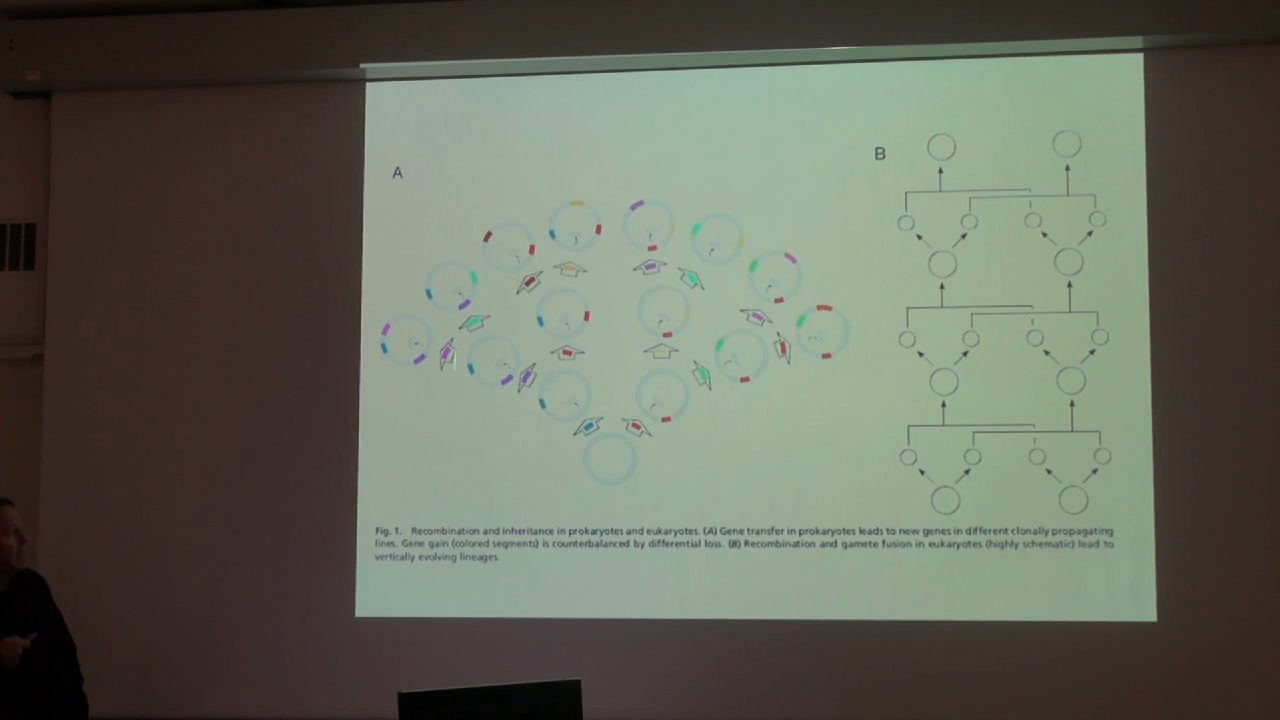 A
B
Fig. 1. Recombination and inheritance in prokaryotes and eukaryotes. (A) Gene transfer in prokaryotes leads to new genes in different clonally propagating
lines. Gene gain (colored segments) is counterbalanced by differential loss. (B) Recombination and gamete fusion in eukaryotes (highly schematic) lead to
vertically evolving lineages.